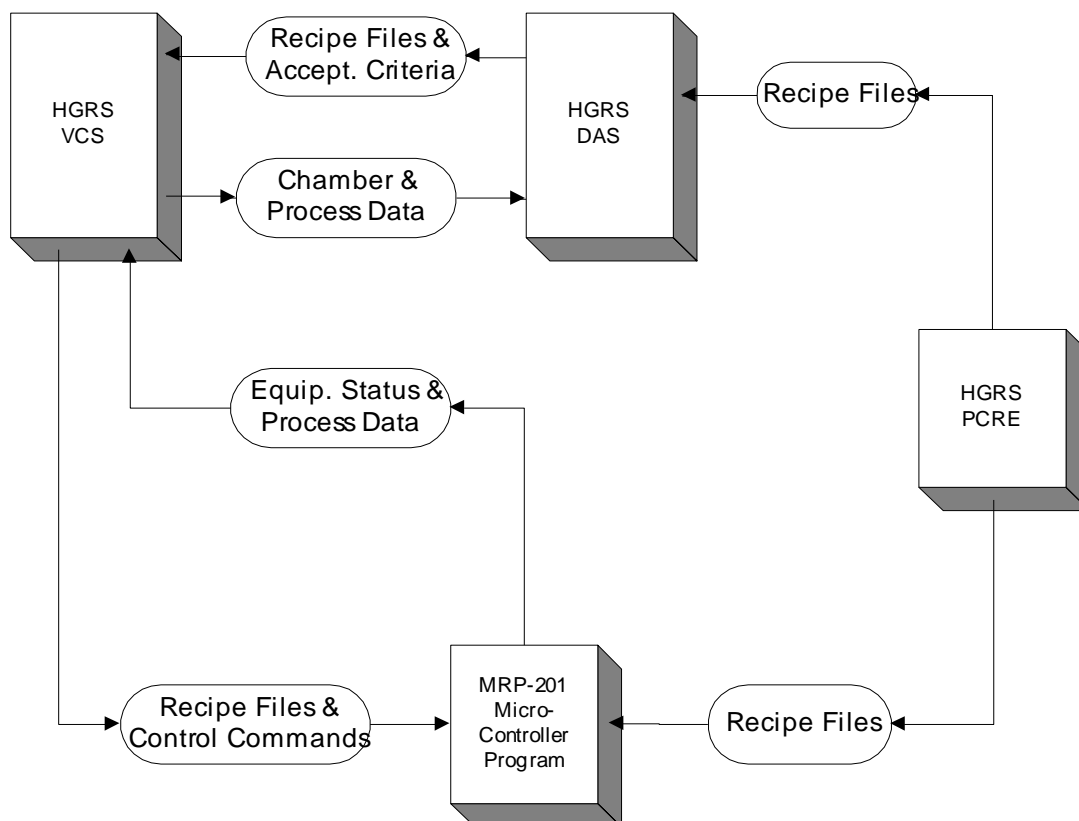 Recipe Files &
Accept. Criteria
HGRS
VCS
HGRS
DAS
Recipe Files
Chamber &
Process Data
Equip. Status &
Process Data
HGRS
PCRE
MRP-201
Micro-
Controller
Program
Recipe Files &
Control Commands
Recipe Files